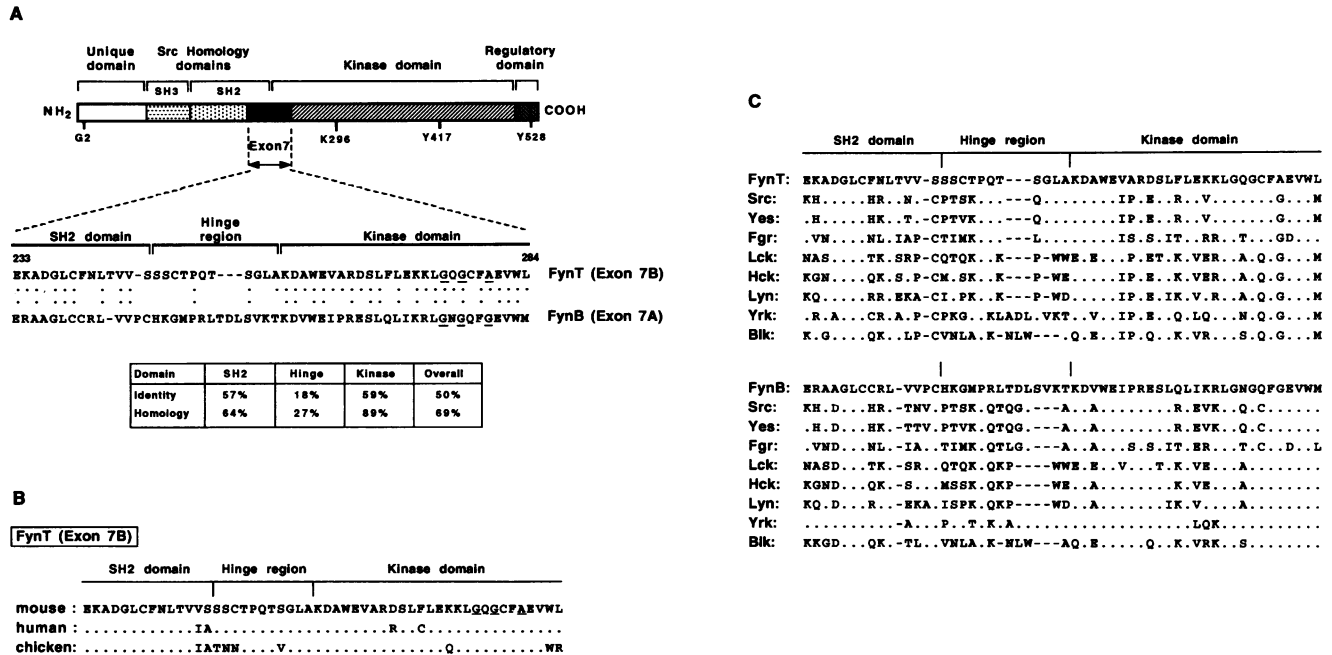 A
Unique domain
Src Homology domains
Kinase domain
Regulatory domain
SH3
SH2
NH2
COOH
G2
Exon7
K296
Y417
Y528
SH2 domain
Hinge region
Kinase domain
233
284
EKADGLCFNLTVV-SSSCTPQT---SGLAKDAWEVARDSLFLEKKLGQGCFAEVWL FynT (Exon 7B)
ERAAGLCCRL-VVPCHKGMPRLTDLSVKTKDVWEIPRESLQLIKRLGNGQFGEVWM FynB (Exon 7A)
Domain SH2 Hinge Kinase Overall
Identity 57% 18% 59% 50%
Homology 64% 27% 89% 69%
B
FynT (Exon 7B)
SH2 domain Hinge region Kinase domain
mouse : EKADGLCFNLTVVSSSCTPQTSGLAKDAWEVARDSLFLEKKLGQGCFAEVWL
human : ............IA..................R..C................
chicken: ............IATNN....V.................Q..........WR
C
SH2 domain Hinge region Kinase domain
FynT: EKADGLCFNLTVV-SSSCTPQT---SGLAKDAWEVARDSLFLEKKLGQGCFAEVWL
Src: KH.....HR..N.-CPTSK...---.Q........IP.E..R..V.......G...M
Yes: .H.....HK..T.-CPTVK...---.Q........IP.E..R..V.......G...M
Fgr: .VN....NL.IAP-CTIMK...---.L........IS.S.IT..RR..T...GD...
Lck: NAS....TK.SRP-CQTQK..K---P.WWE.E...P.ET.K.VER..A.Q.G...M
Hck: KGN....QK.S.P-CM.SK..K---P.WE......IP.E..K.VER..A.Q.G...M
Lyn: KQ.....RR.EKA-CI.PK..K---P.WD......IP.E.IK.V.R..A.Q.G...M
Yrk: .R.A...CR.A.P-CPKG..KLADL.VKT..V...IP.E..Q.LQ..N.Q.G...M
Blk: K.G....QK..LP-CVNLA.K-NLW---.Q.E...IP.Q..K.VR..S.Q.G...M
FynB: ERAAGLCCRL-VVPCHKGMPRLTDLSVKTKDVWEIPRESLQLIKRLGNGQFGEVWM
Src: KH.D...HR.-TNV.PTSK.QTQG.----A..A........R.EVK..Q.C......
Yes: .H.D...HK.-TTV.PTVK.QTQG.----A..A........R.EVK..Q.C......
Fgr: .VND...NL.-IA..TIMK.QTLG.----A..A...S.S.IT.ER...T.C...D.L
Lck: NASD...TK.-SR..QTQK.QKP----WWE.E...V...T.K.VE...A........
Hck: KGND...QK.-S...MSSK.QKP----WE..A.........K.VE...A........
Lyn: KQ.D...R..-EKA.ISPK.QKP----WD..A........IK.V....A........
Yrk: ..........-A...P..T.K.A...................LQK............
Blk: KKGD...QK.-TL..VNLA.K-NLW---AQ.E.....Q..K.VRK..S.........